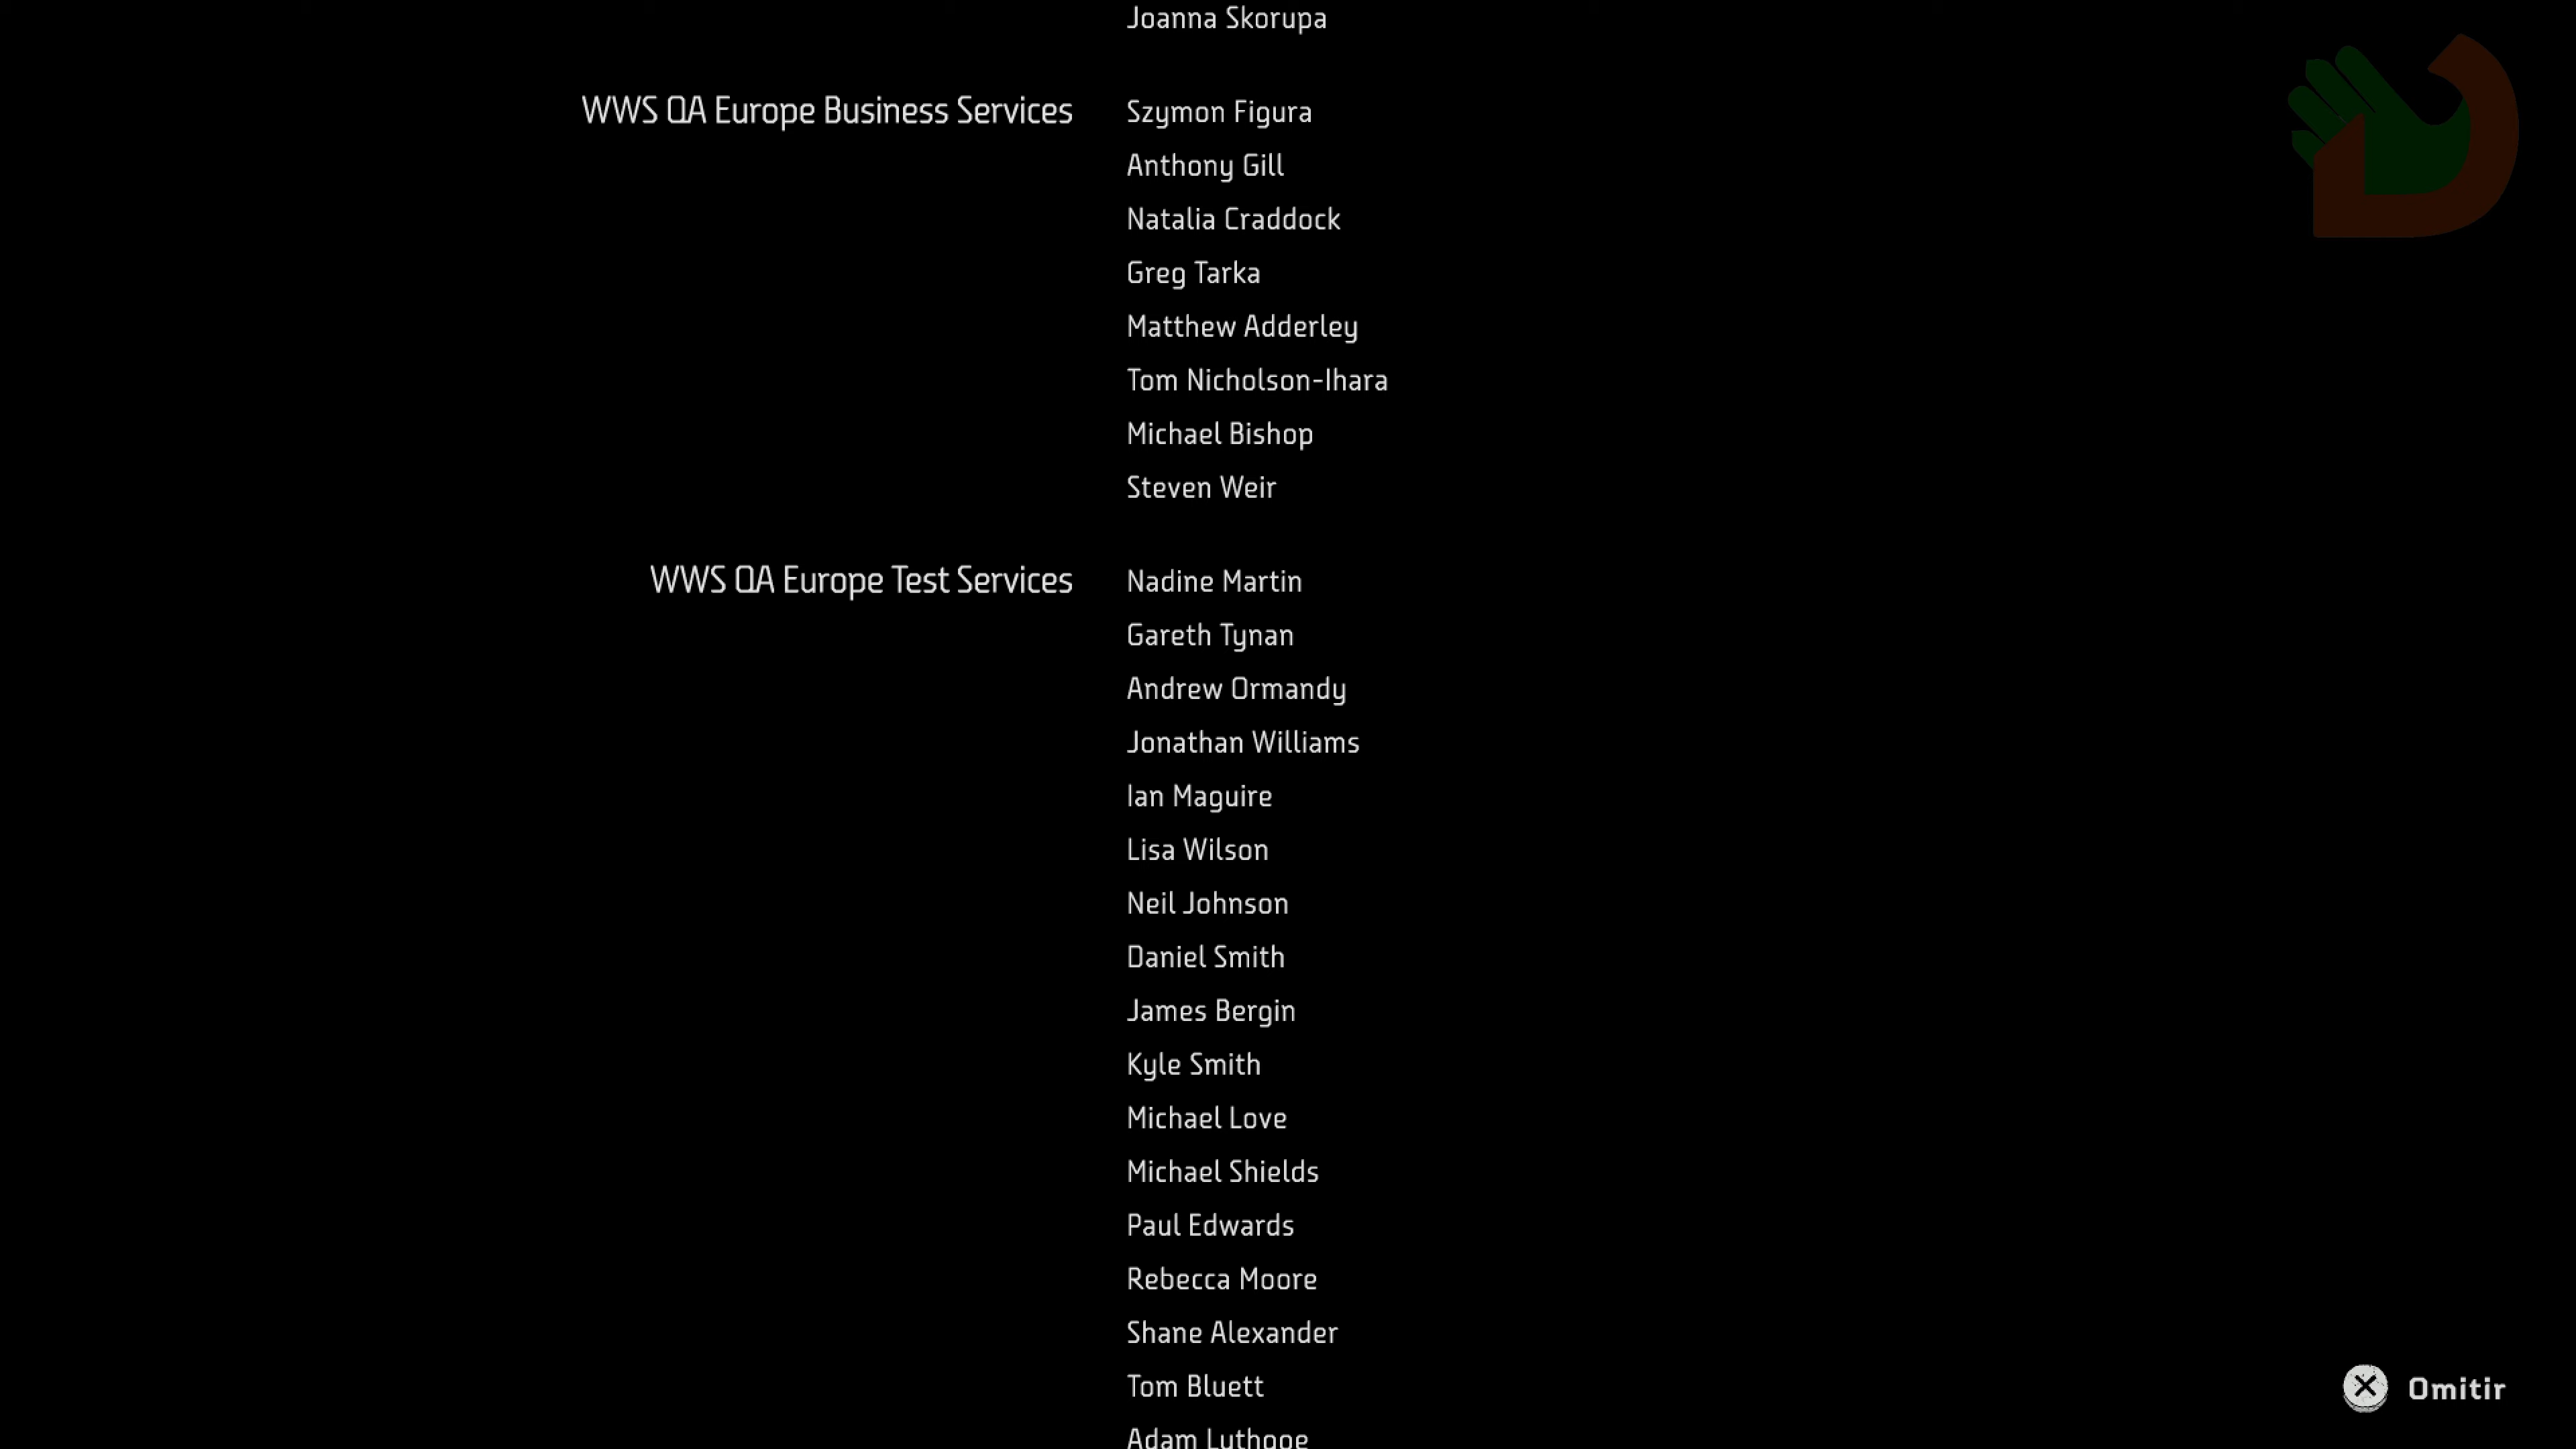 Joanna Skorupa
WWS QA Europe Business Services Szymon Figura
Anthony Gill
Natalia Craddock
Greg Tarka
Matthew Adderley
Tom Nicholson-Ihara
Michael Bishop
Steven Weir
WWS QA Europe Test Services Nadine Martin
Gareth Tynan
Andrew Ormandy
Jonathan Williams
Ian Maguire
Lisa Wilson
Neil Johnson
Daniel Smith
James Bergin
Kyle Smith
Michael Love
Michael Shields
Paul Edwards
Rebecca Moore
Shane Alexander
Tom Bluett
Adam
Omitir